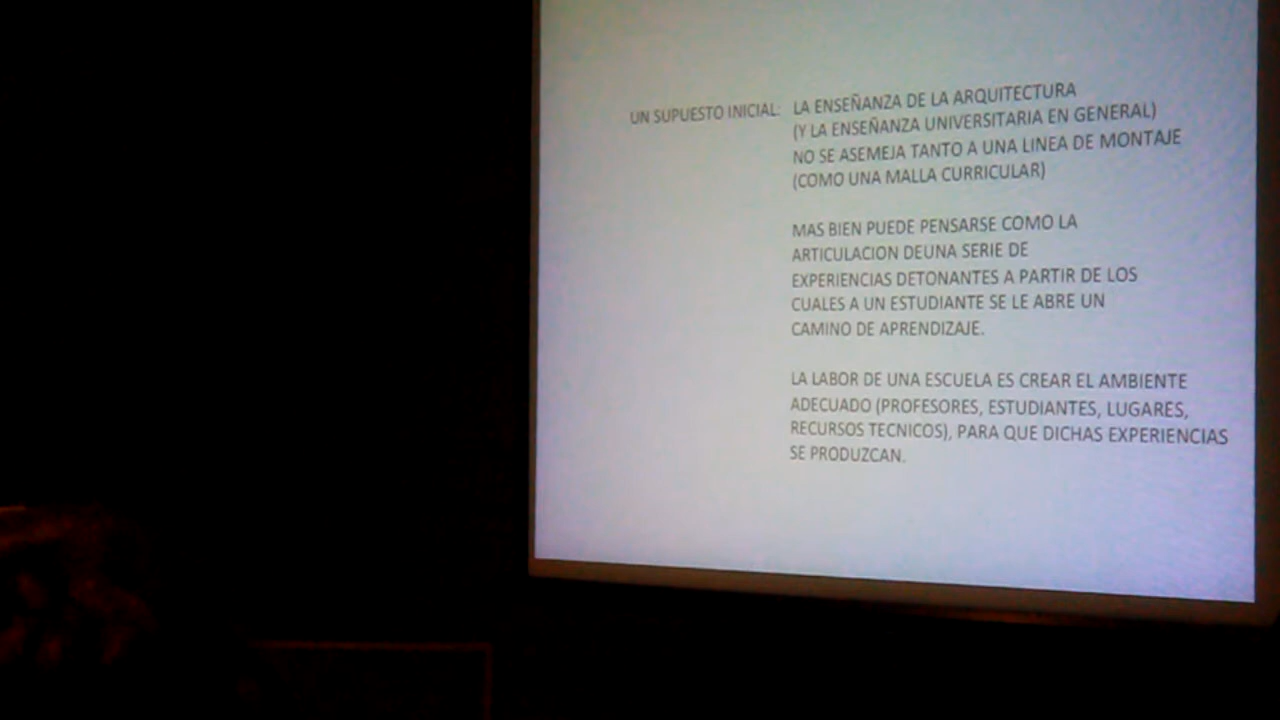 UN SUPUESTO INICIAL: LA ENSEÑANZA DE LA ARQUITECTURA
(Y LA ENSEÑANZA UNIVERSITARIA EN GENERAL)
NO SE ASEMEJA TANTO A UNA LINEA DE MONTAJE
(COMO UNA MALLA CURRICULAR)
MAS BIEN PUEDE PENSARSE COMO LA
ARTICULACION DEUNA SERIE DE
EXPERIENCIAS DETONANTES A PARTIR DE LOS
CUALES A UN ESTUDIANTE SE LE ABRE UN
CAMINO DE APRENDIZAJE.
LA LABOR DE UNA ESCUELA ES CREAR EL AMBIENTE
ADECUADO (PROFESORES, ESTUDIANTES, LUGARES,
RECURSOS TECNICOS), PARA QUE DICHAS EXPERIENCIAS
SE PRODUZCAN.